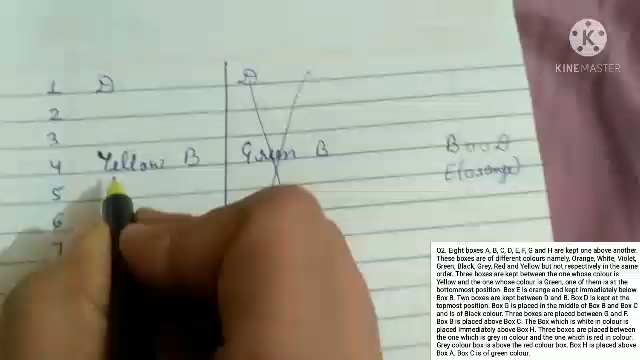 KINEMASTER
1 D D
2
3
4 Yellow B Green B B D
5 E(orange)
6
7
Q2. Eight boxes A, B, C, D, E, F, G and H are kept one above another.
These boxes are of different colours namely, Orange, White, Violet,
Green, Black, Grey, Red and Yellow but not respectively in the same
order. Three boxes are kept between the one whose colour is
Yellow and the one whose colour is Green, one of them is at the
bottommost position. Box E is orange and kept immediately below
Box B. Two boxes are kept between D and B. Box D is kept at the
topmost position. Box G is placed in the middle of Box B and Box C
and is of Black colour. Three boxes are placed between G and F.
Box B is placed above Box C. The Box which is white in colour is
placed immediately above Box H. Three boxes are placed between
the one which is grey in colour and the one which is red in colour.
Grey colour box is above the red colour box. Box H is placed above
Box A. Box C is of green colour.